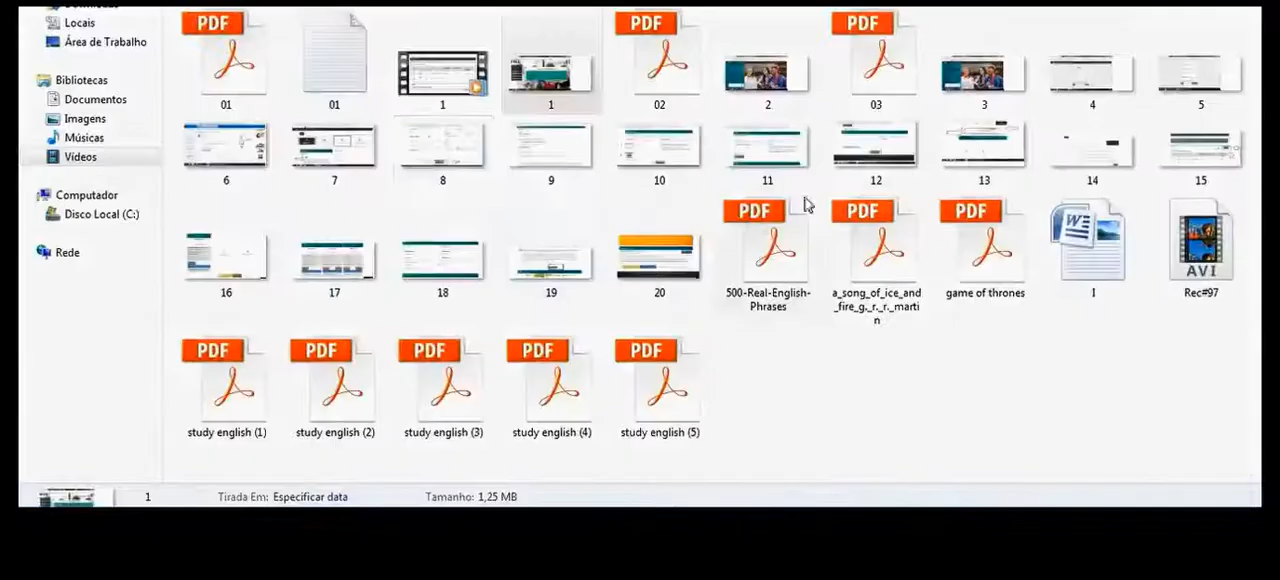 Locais
Área de Trabalho
Bibliotecas
Documentos
Imagens
Músicas
Vídeos
Computador
Disco Local (C:)
Rede
PDF
PDF
PDF
01
01
1
1
02
2
03
3
4
5
6
7
8
9
10
11
12
13
14
15
PDF
PDF
PDF
W
AVI
16
17
18
19
20
500-Real-English-
Phrases
a_song_of_ice_and
_fire_g._r._r._marti
n
game of thrones
I
Rec#97
PDF
PDF
PDF
PDF
PDF
study english (1)
study english (2)
study english (3)
study english (4)
study english (5)
1 Tirada Em: Especificar data Tamanho: 1,25 MB